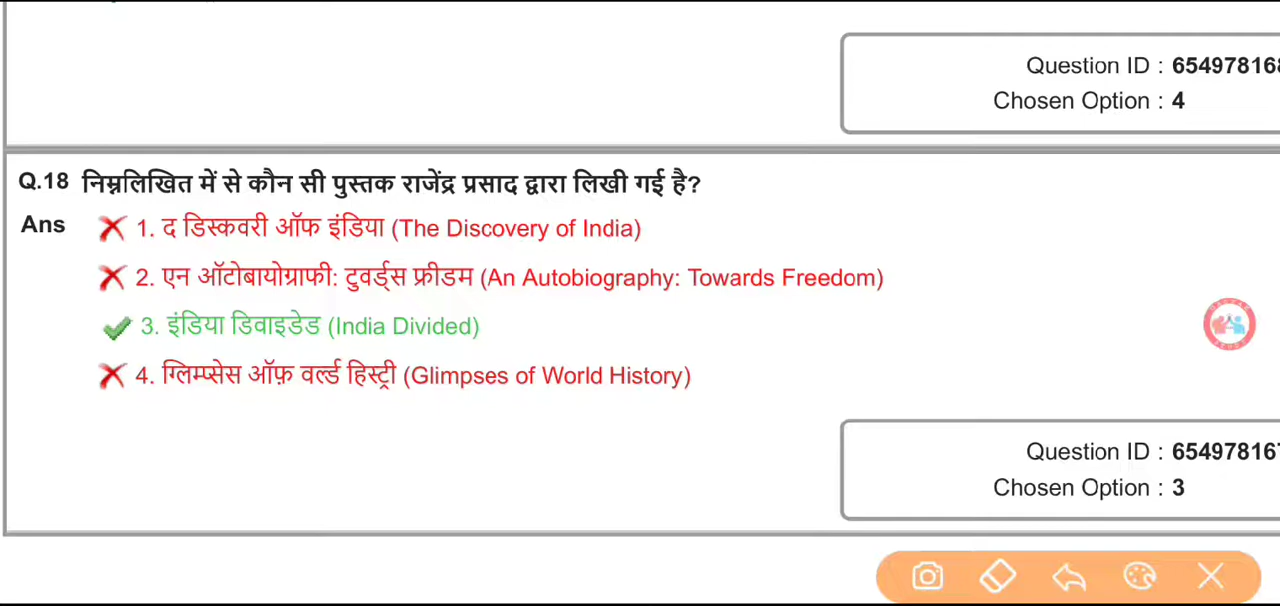 Question ID : 65497816
Chosen Option : 4
Q.18 निम्नलिखित में से कौन सी पुस्तक राजेंद्र प्रसाद द्वारा लिखी गई है?
Ans 1. द डिस्कवरी ऑफ इंडिया (The Discovery of India)
2. एन ऑटोबायोग्राफी: टुवर्ड्स फ्रीडम (An Autobiography: Towards Freedom)
3. इंडिया डिवाइडेड (India Divided)
4. ग्लिम्प्सेस ऑफ़ वर्ल्ड हिस्ट्री (Glimpses of World History)
Question ID : 65497816
Chosen Option : 3